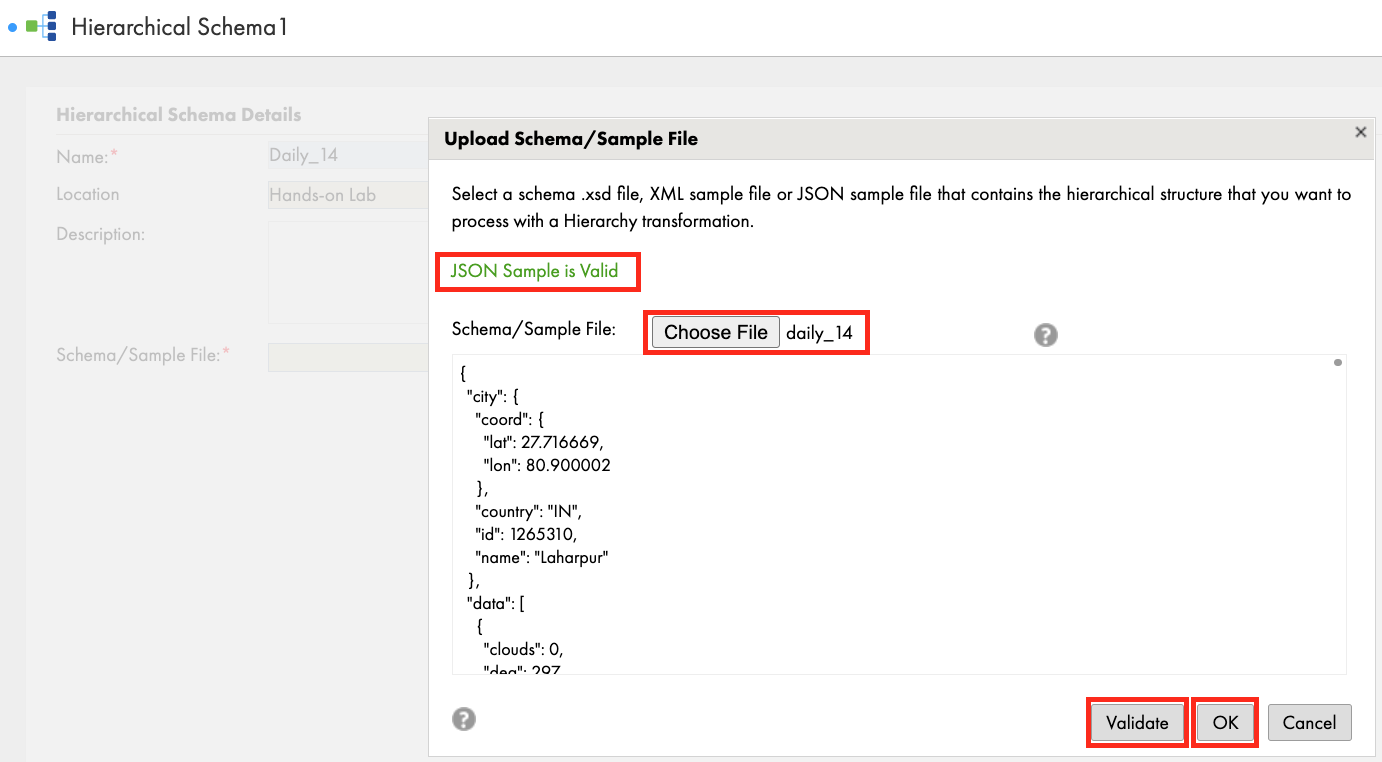 Hierarchical Schema1
Hierarchical Schema Details
Name:*
Daily_14
Location
Hands-on Lab
Description:
Schema/Sample File:*
Upload Schema/Sample File
Select a schema .xsd file, XML sample file or JSON sample file that contains the hierarchical structure that you want to
process with a Hierarchy transformation.
JSON Sample is Valid
Schema/Sample File:
Choose File daily_14
?
{
"city": {
"coord": {
"lat": 27.716669,
"lon": 80.900002
},
"country": "IN",
"id": 1265310,
"name": "Laharpur"
},
"data": [
{
"clouds": 0,
"deg": 297,
?
Validate
OK
Cancel